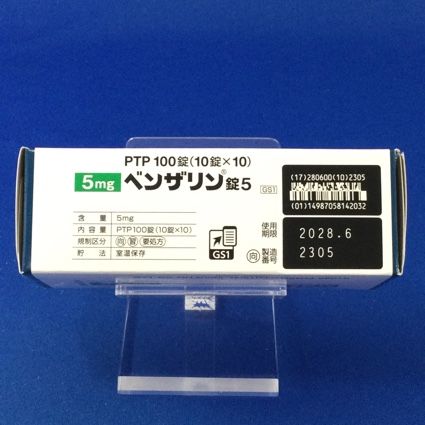 PTP 100錠(10錠×10)
5mg ベンザリン®錠5 GS1
(17)280600(10)2305
(01)14987058142032
含量 5mg
内容量 PTP100錠(10錠×10)
規制区分 向 習 要処方
貯法 室温保存
GS1
使用期限 2028.6
向 製造番号 2305